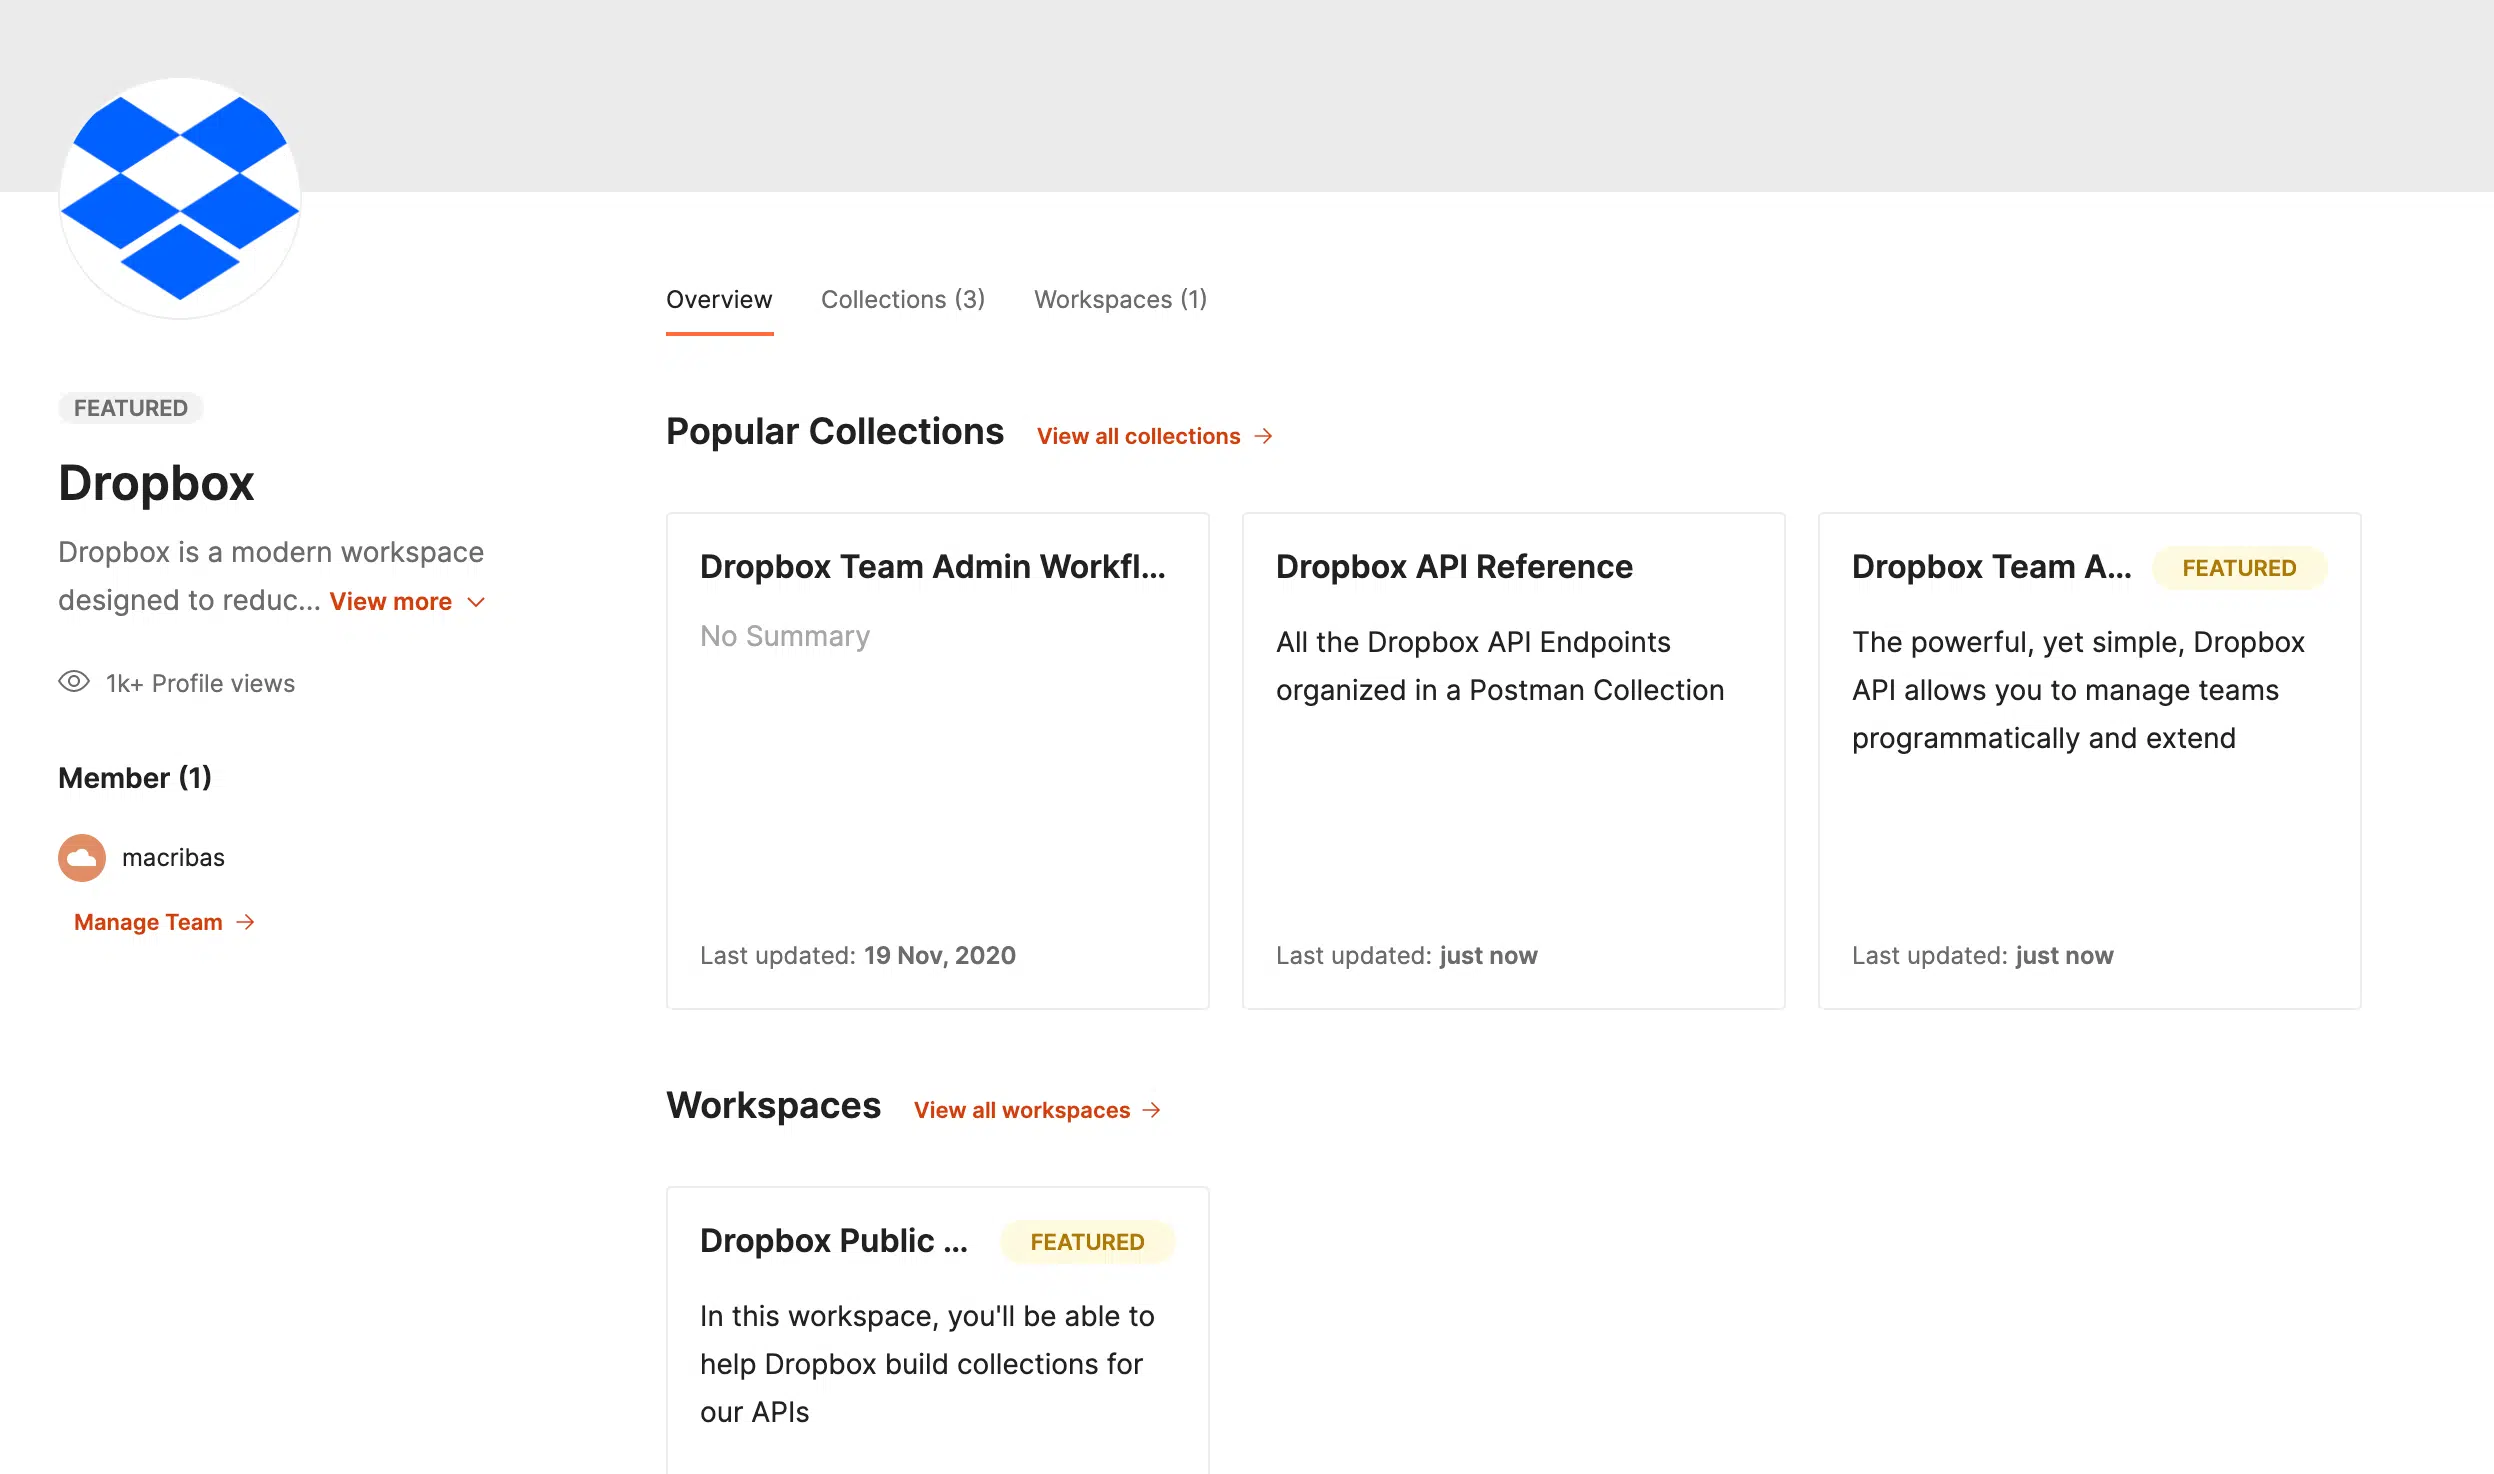 FEATURED
Dropbox
Dropbox is a modern workspace
designed to reduc... View more
1k+ Profile views
Member (1)
macribas
Manage Team
Overview
Collections (3)
Workspaces (1)
Popular Collections
View all collections
Dropbox Team Admin Workfl...
No Summary
Last updated: 19 Nov, 2020
Dropbox API Reference
All the Dropbox API Endpoints
organized in a Postman Collection
Last updated: just now
Dropbox Team A...
FEATURED
The powerful, yet simple, Dropbox
API allows you to manage teams
programmatically and extend
Last updated: just now
Workspaces
View all workspaces
Dropbox Public ...
FEATURED
In this workspace, you'll be able to
help Dropbox build collections for
our APIs